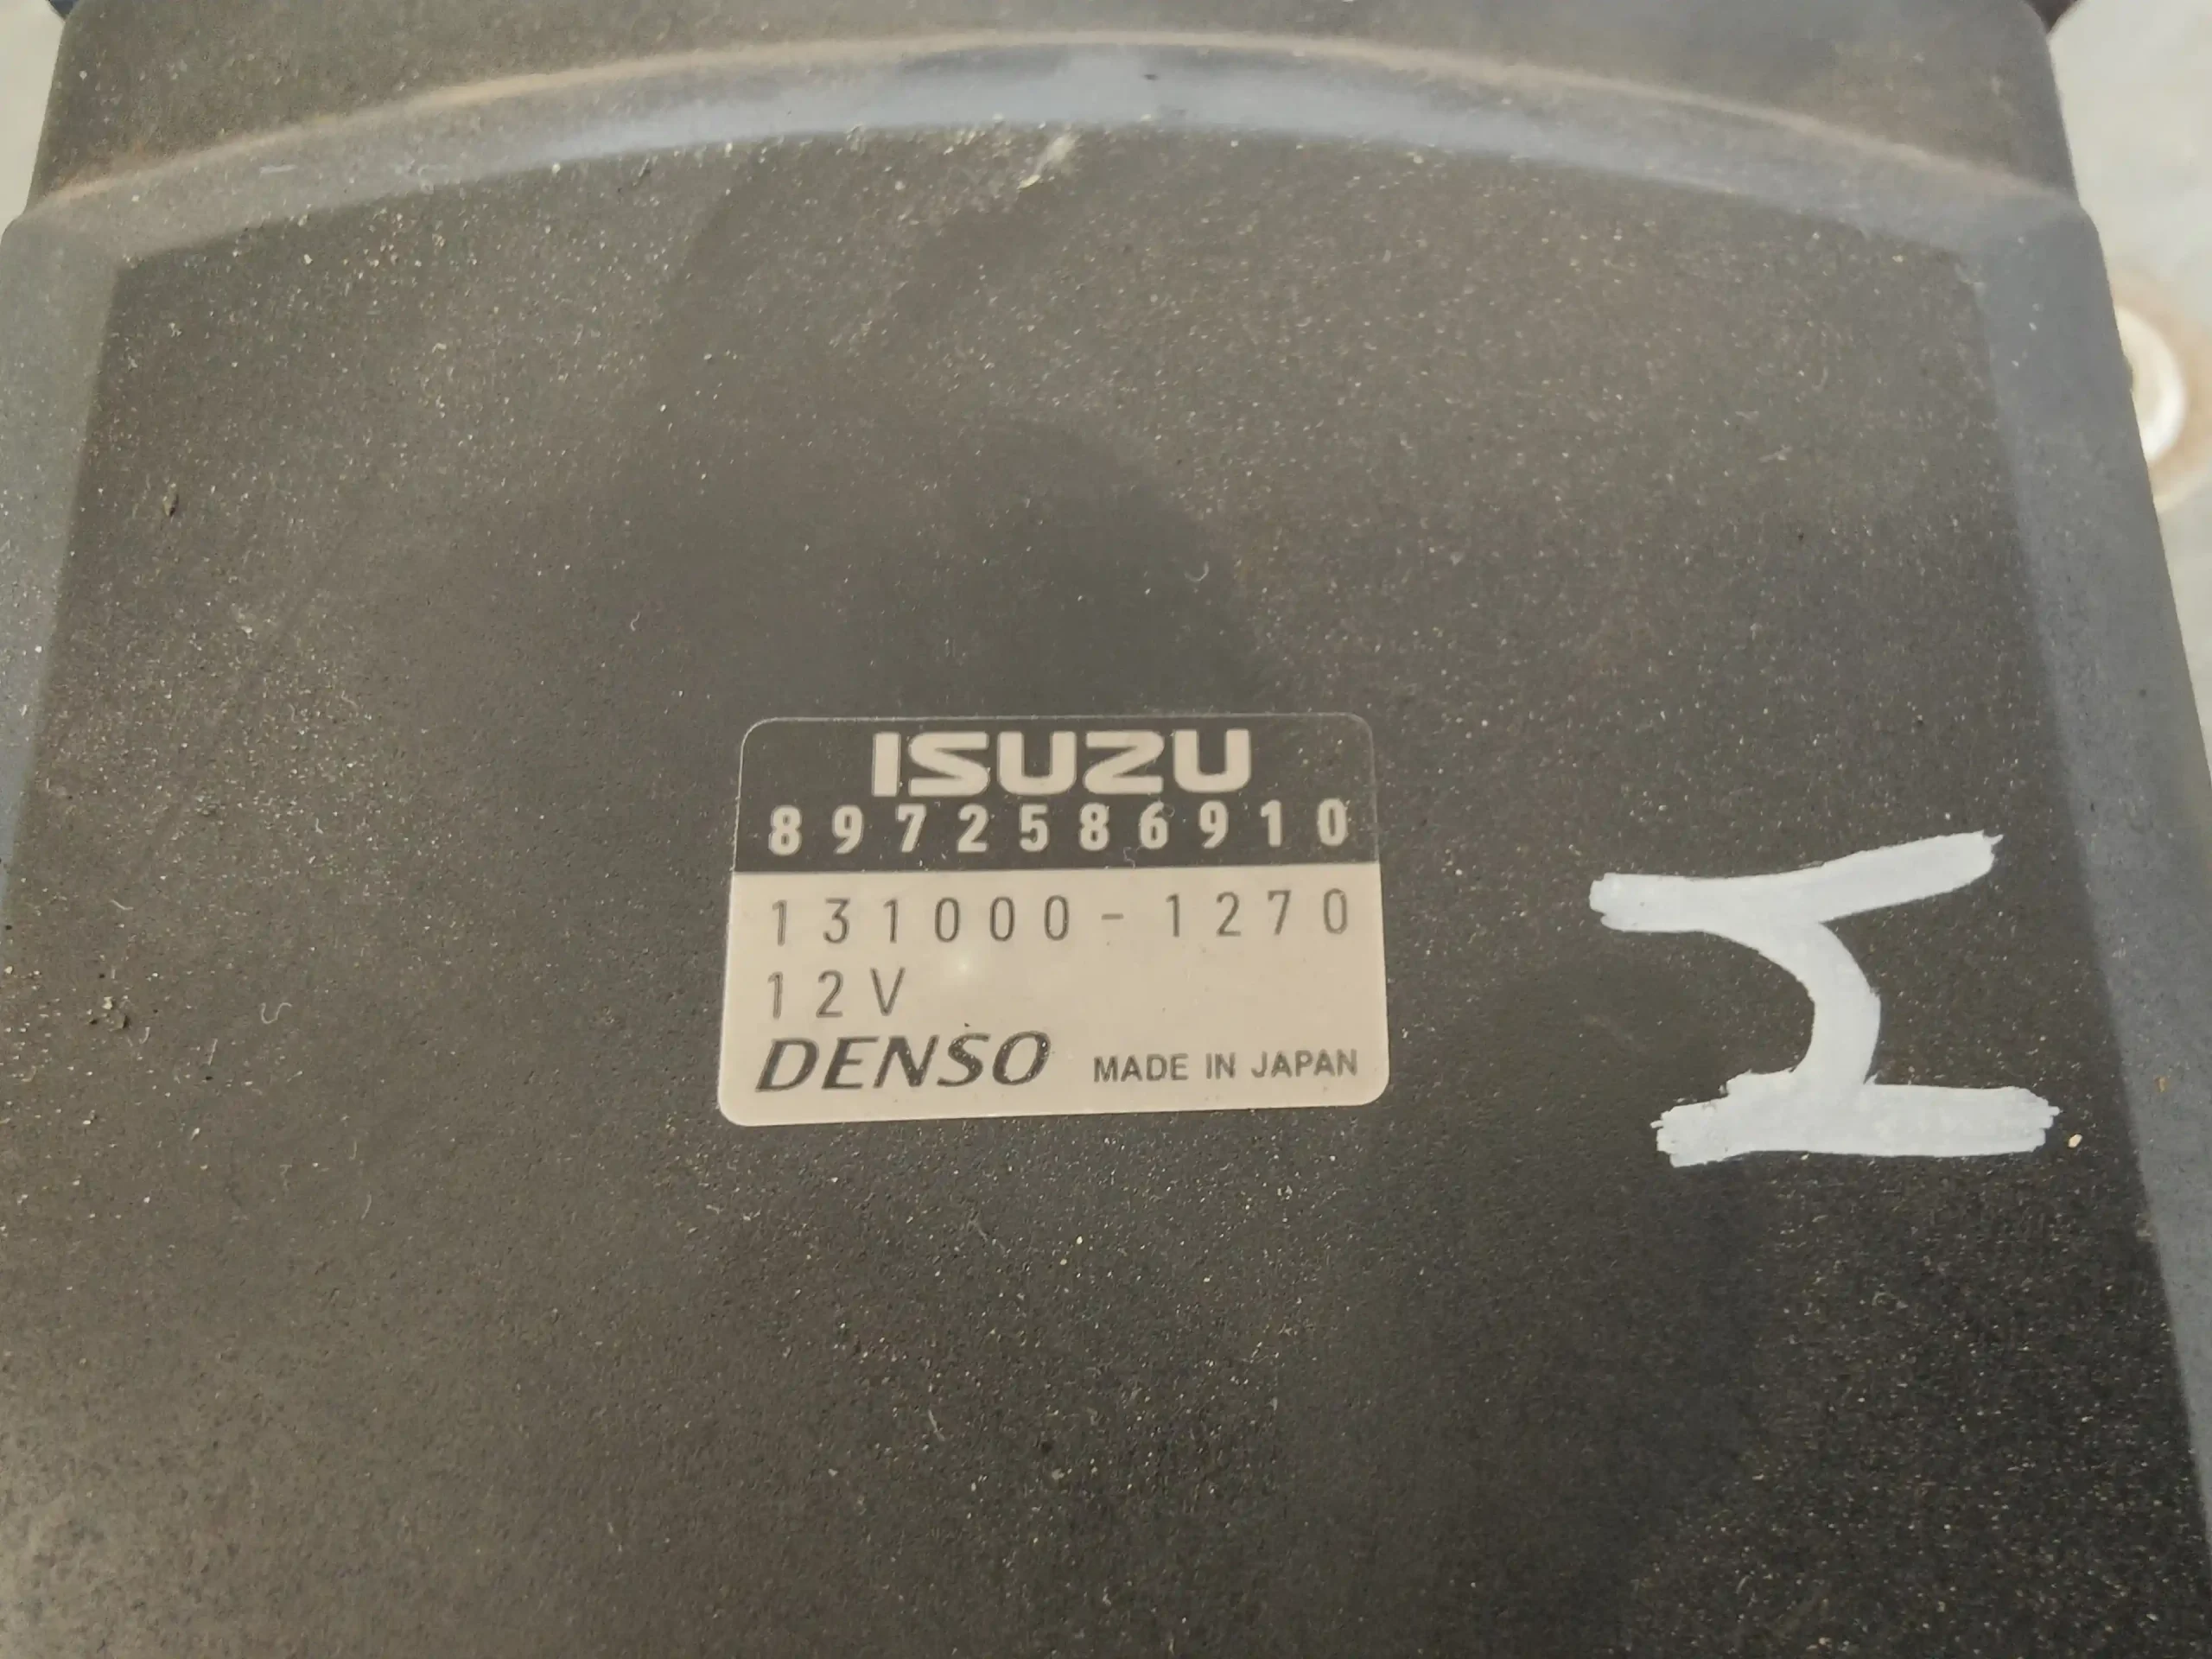 ISUZU
8972586910
131000-1270
12V
DENSO MADE IN JAPAN